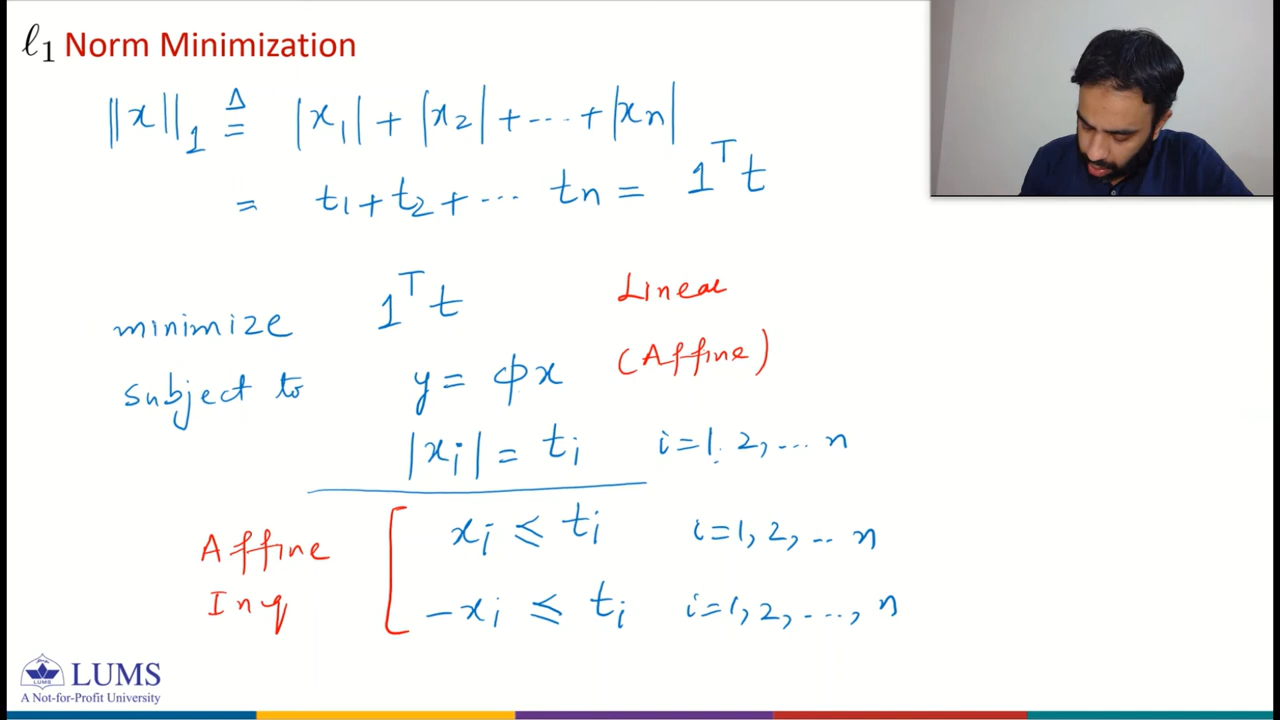 ℓ₁ Norm Minimization
||x||₁ ≜ |x₁| + |x₂| + ... + |xₙ|
= t₁ + t₂ + ... tₙ = 1ᵀt
minimize 1ᵀt Linear
subject to y = ϕx (Affine)
|xᵢ| = tᵢ i=1, 2, ... n
xᵢ ≤ tᵢ i=1, 2, .. n
Affine
Inq
-xᵢ ≤ tᵢ i=1, 2, ..., n
LUMS
LUMS
A Not-for-Profit University